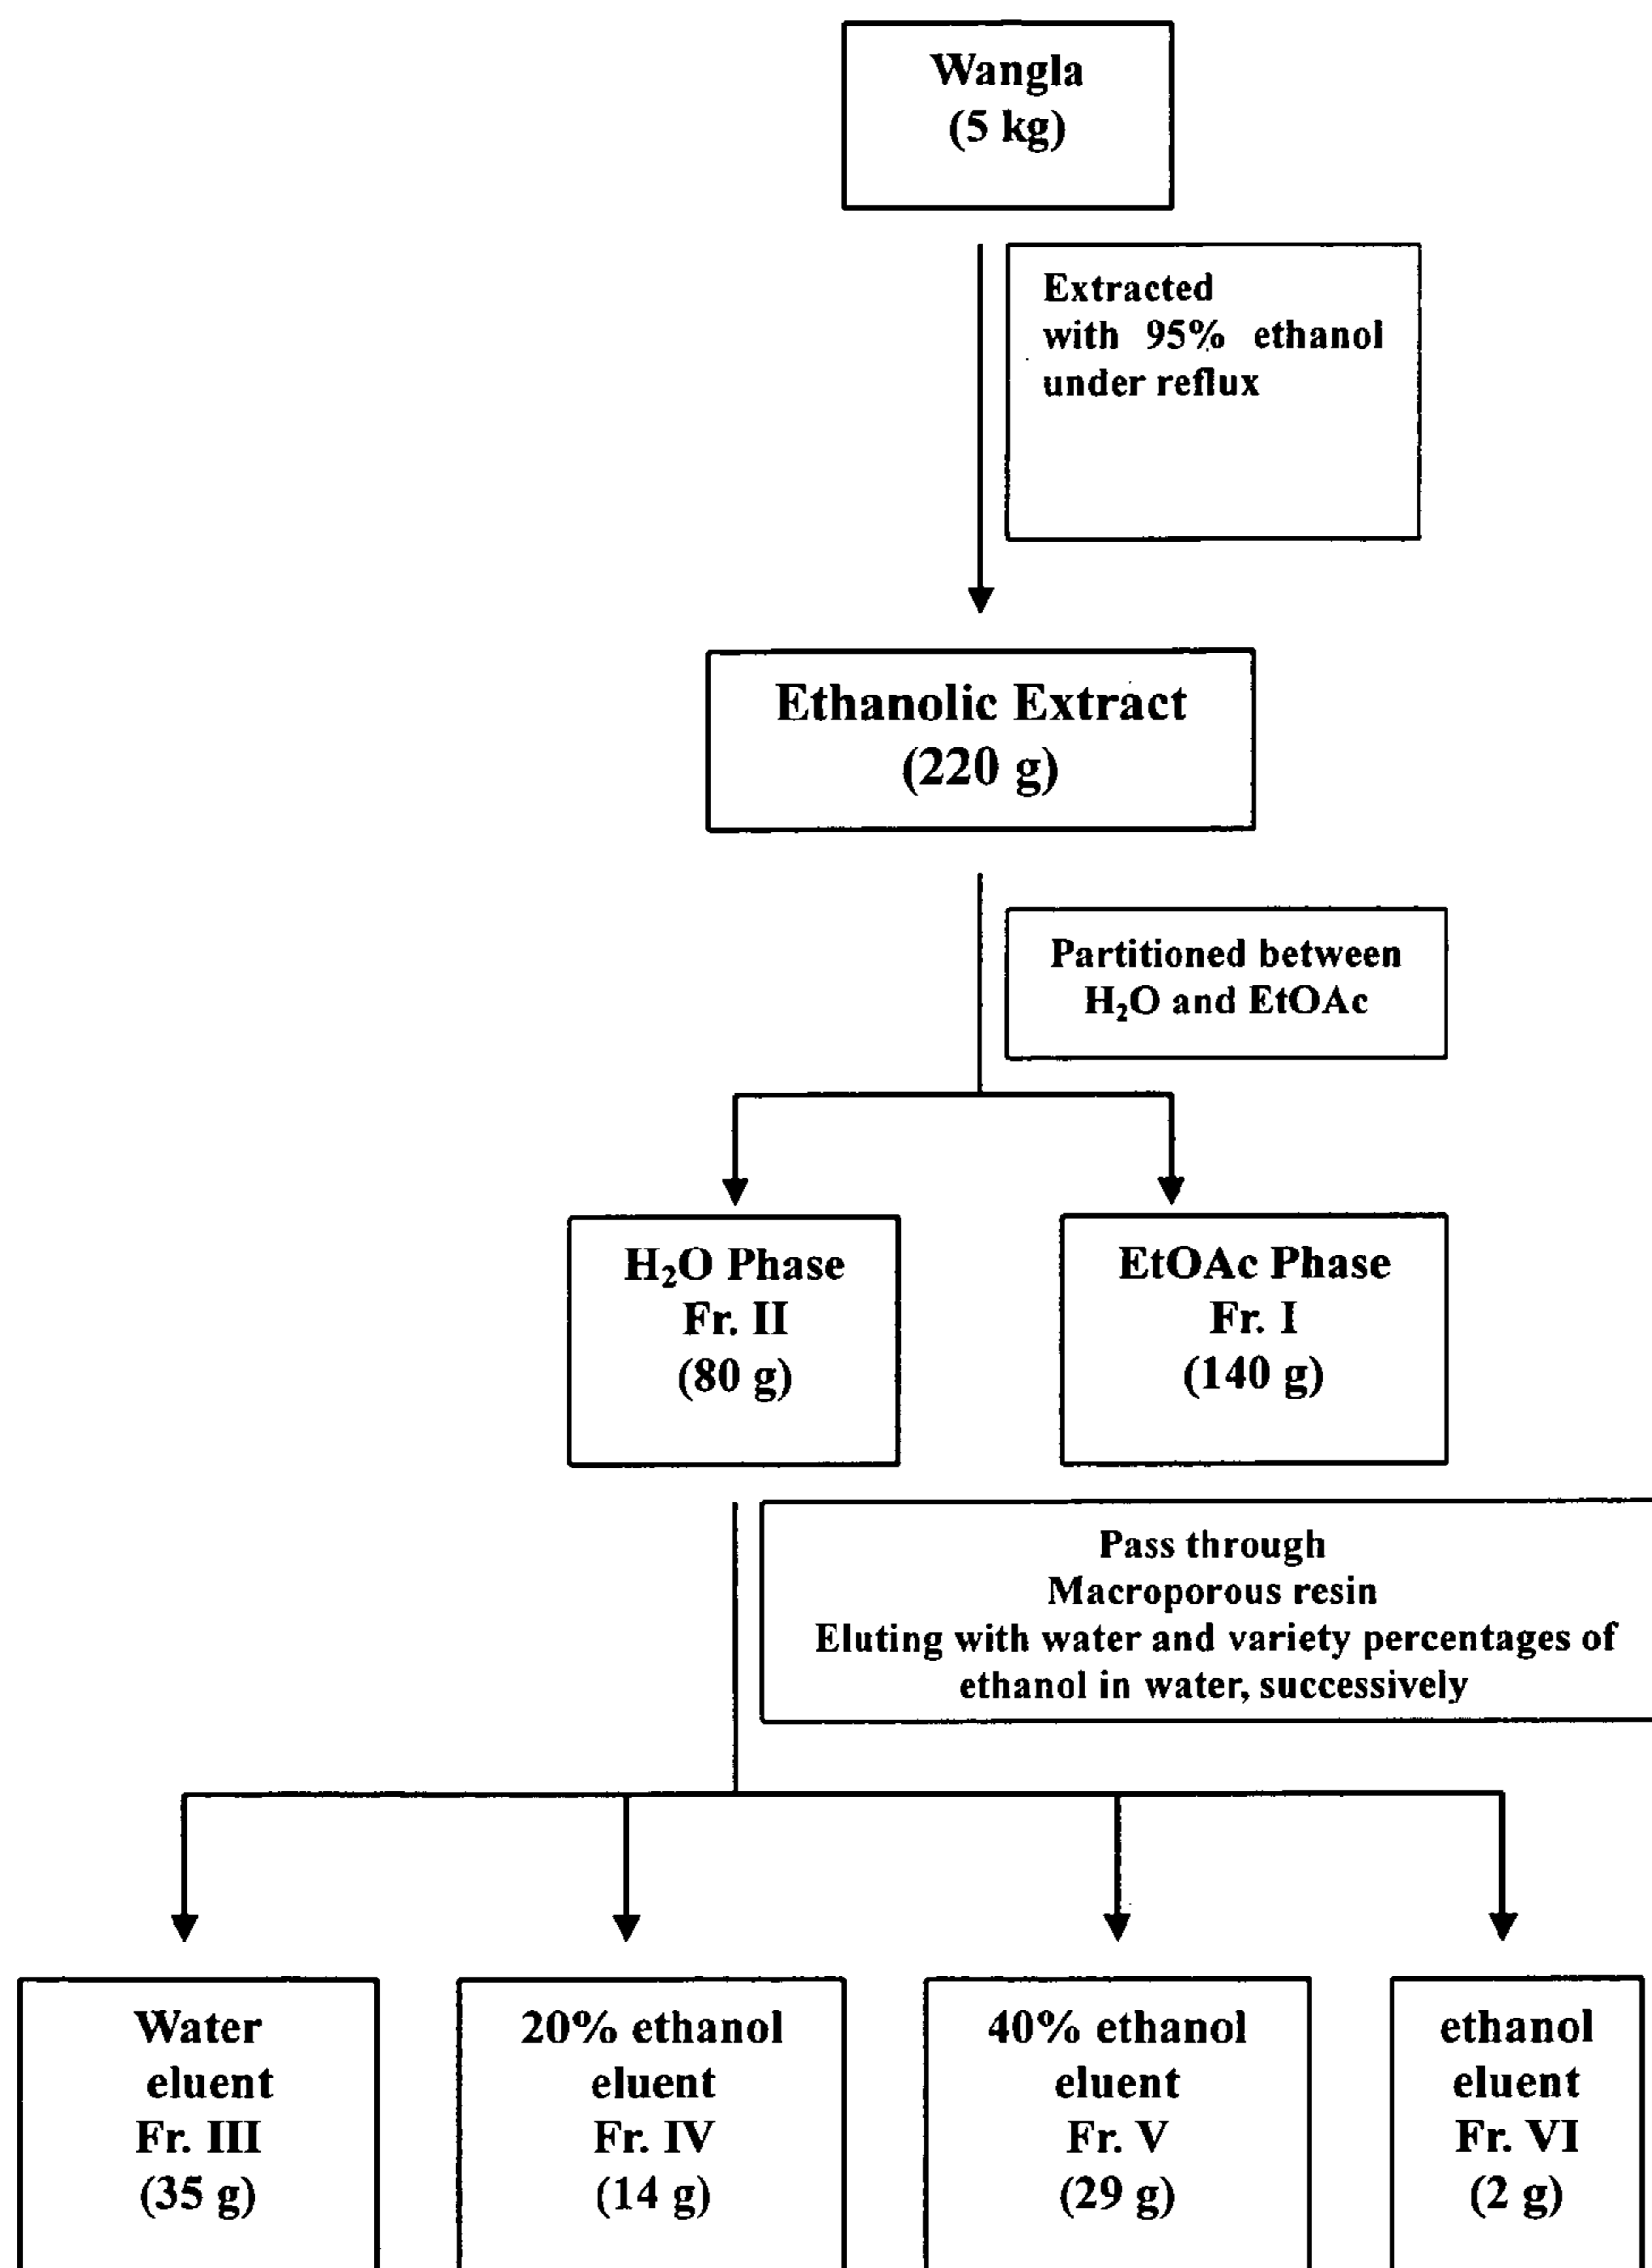 Wangla
(5 kg)
Extracted
with 95% ethanol
under reflux
Ethanolic Extract
(220 g)
Partitioned between
H₂O and EtOAc
H₂O Phase
Fr. II
(80 g)
EtOAc Phase
Fr. I
(140 g)
Pass through
Macroporous resin
Eluting with water and variety percentages of
ethanol in water, successively
Water
eluent
Fr. III
(35 g)
20% ethanol
eluent
Fr. IV
(14 g)
40% ethanol
eluent
Fr. V
(29 g)
ethanol
eluent
Fr. VI
(2 g)